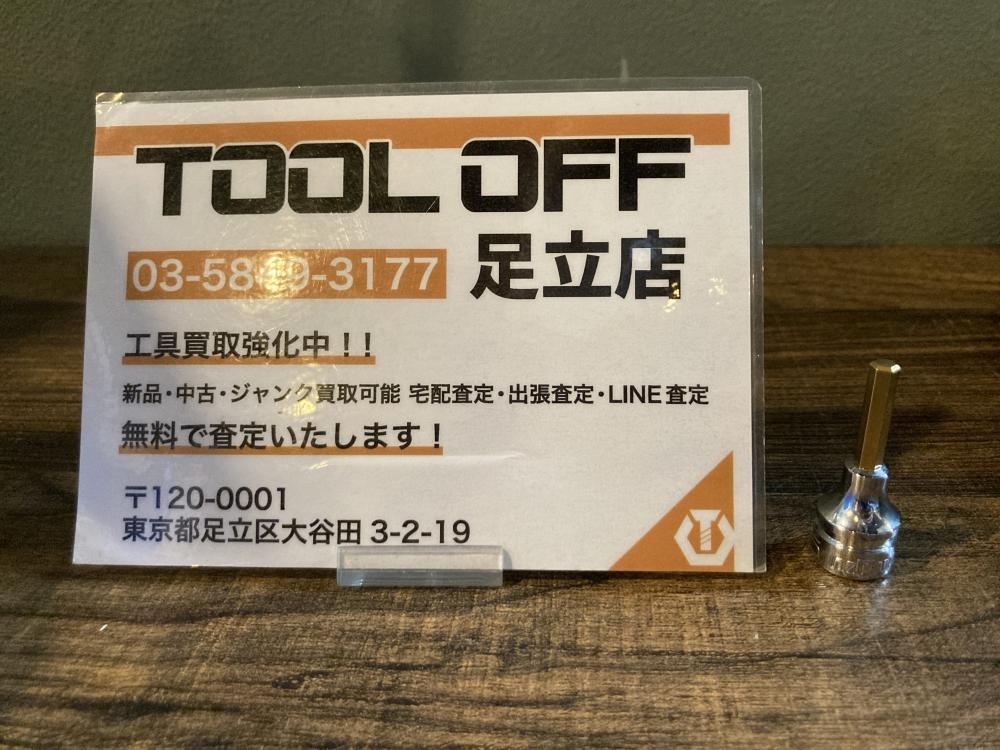 TOOL OFF
足立店
工具買取強化中！！
新品・中古・ジャンク買取可能 宅配査定・出張査定・LINE査定
無料で査定いたします！
〒120-0001
東京都足立区大谷田 3-2-19